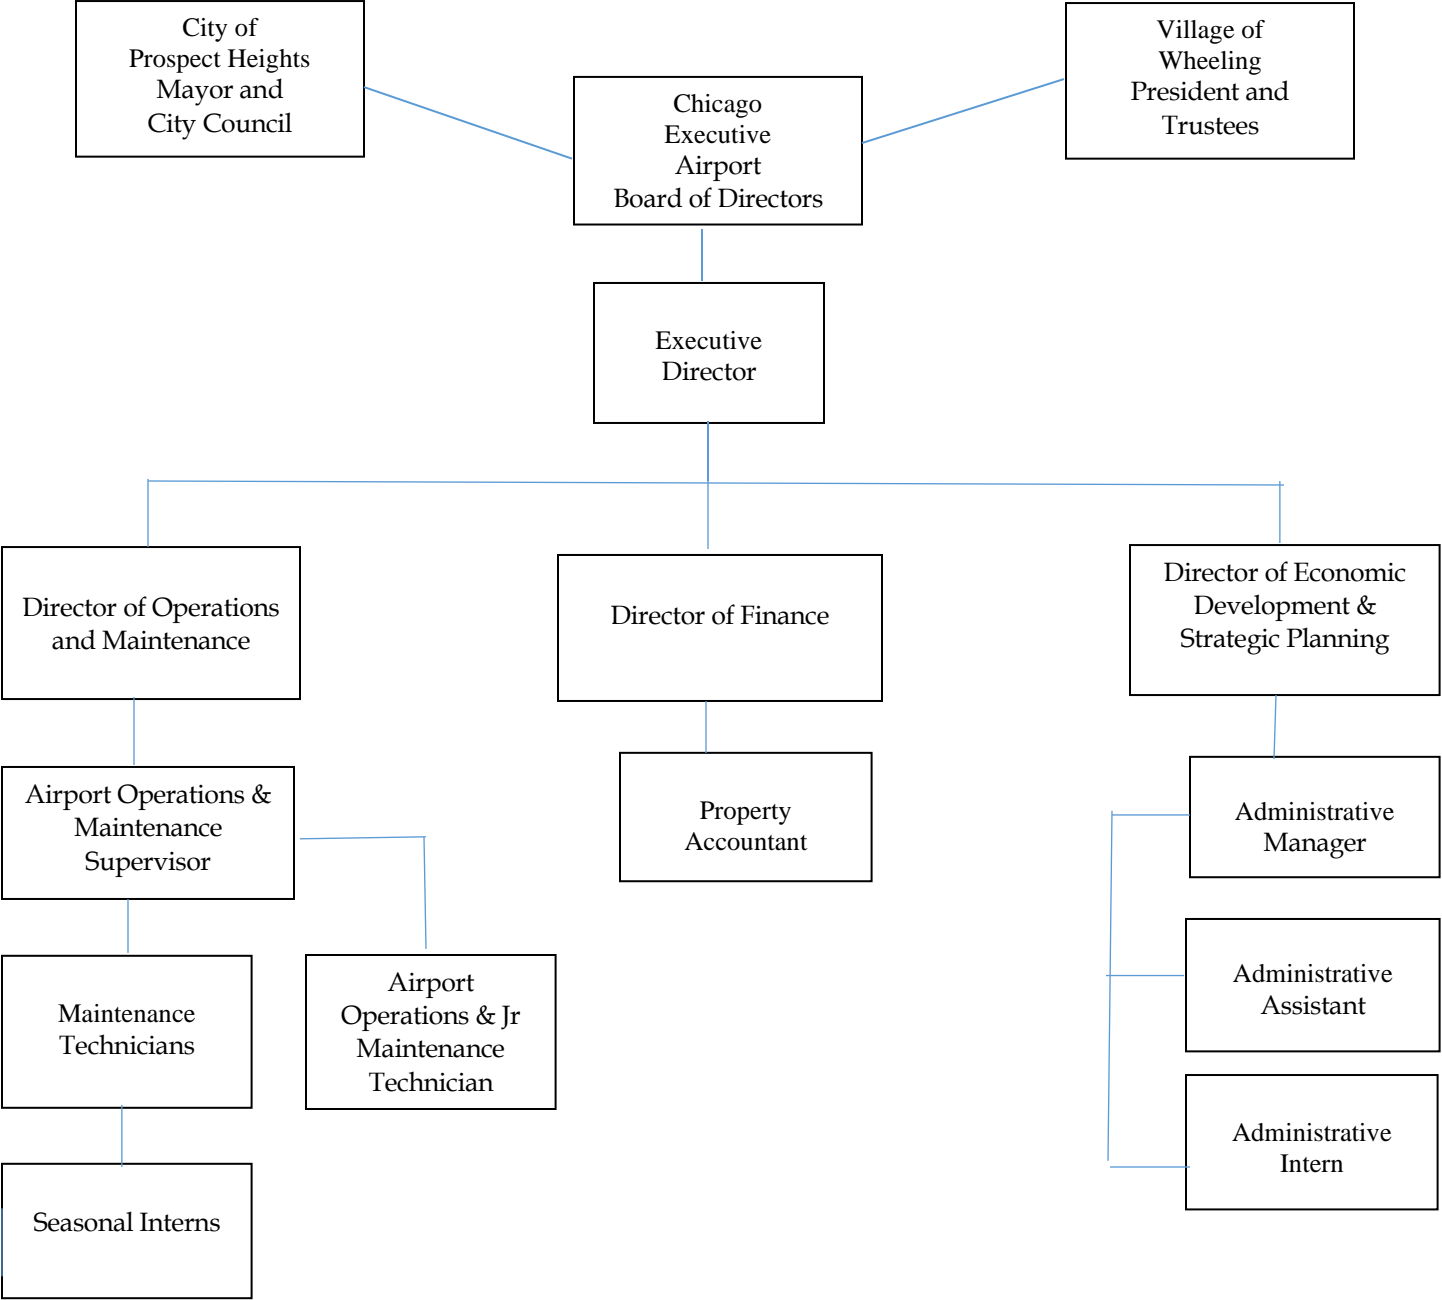 City of
Prospect Heights
Mayor and
City Council
Chicago
Executive
Airport
Board of Directors
Village of
Wheeling
President and
Trustees
Executive
Director
Director of Operations
and Maintenance
Director of Finance
Director of Economic
Development &
Strategic Planning
Airport Operations &
Maintenance
Supervisor
Property
Accountant
Administrative
Manager
Maintenance
Technicians
Airport
Operations & Jr
Maintenance
Technician
Administrative
Assistant
Administrative
Intern
Seasonal Interns